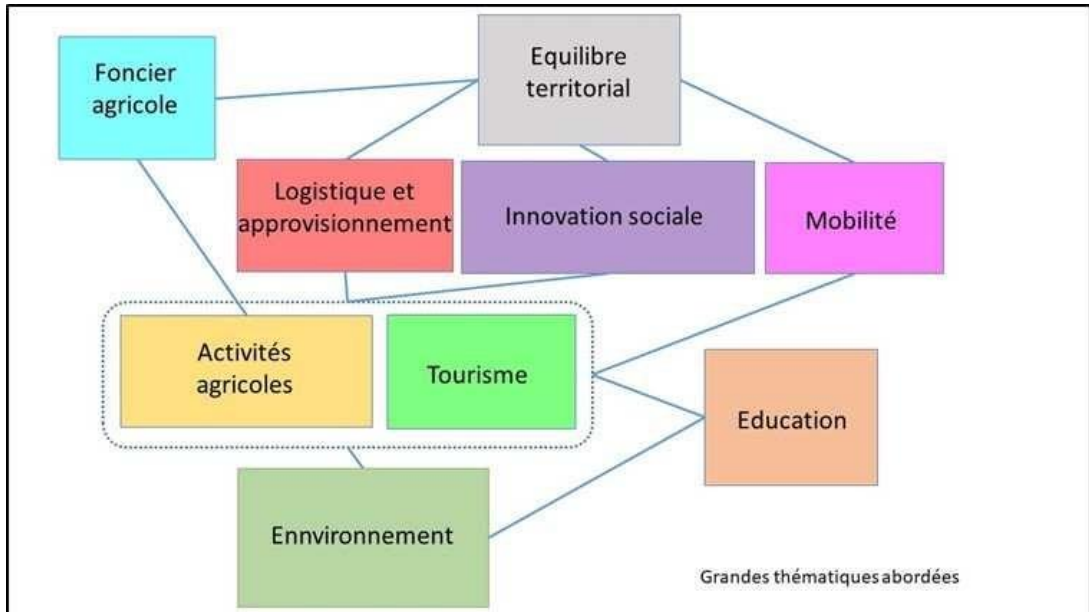 Foncier
agricole
Equilibre
territorial
Logistique et
approvisionnement
Innovation sociale
Mobilité
Activités
agricoles
Tourisme
Education
Ennvironnement
Grandes thématiques abordées